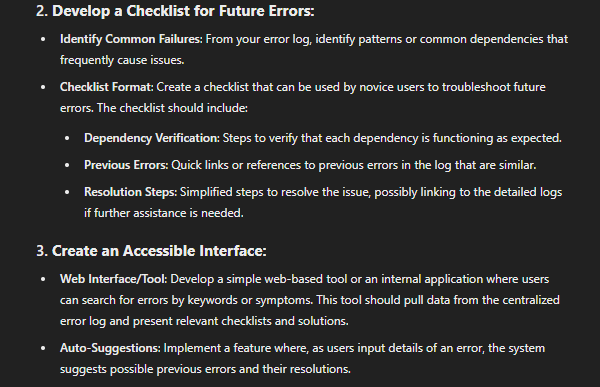 2. Develop a Checklist for Future Errors:
• Identify Common Failures: From your error log, identify patterns or common dependencies that
frequently cause issues.
• Checklist Format: Create a checklist that can be used by novice users to troubleshoot future
errors. The checklist should include:
• Dependency Verification: Steps to verify that each dependency is functioning as expected.
• Previous Errors: Quick links or references to previous errors in the log that are similar.
• Resolution Steps: Simplified steps to resolve the issue, possibly linking to the detailed logs
if further assistance is needed.
3. Create an Accessible Interface:
• Web Interface/Tool: Develop a simple web-based tool or an internal application where users
can search for errors by keywords or symptoms. This tool should pull data from the centralized
error log and present relevant checklists and solutions.
• Auto-Suggestions: Implement a feature where, as users input details of an error, the system
suggests possible previous errors and their resolutions.